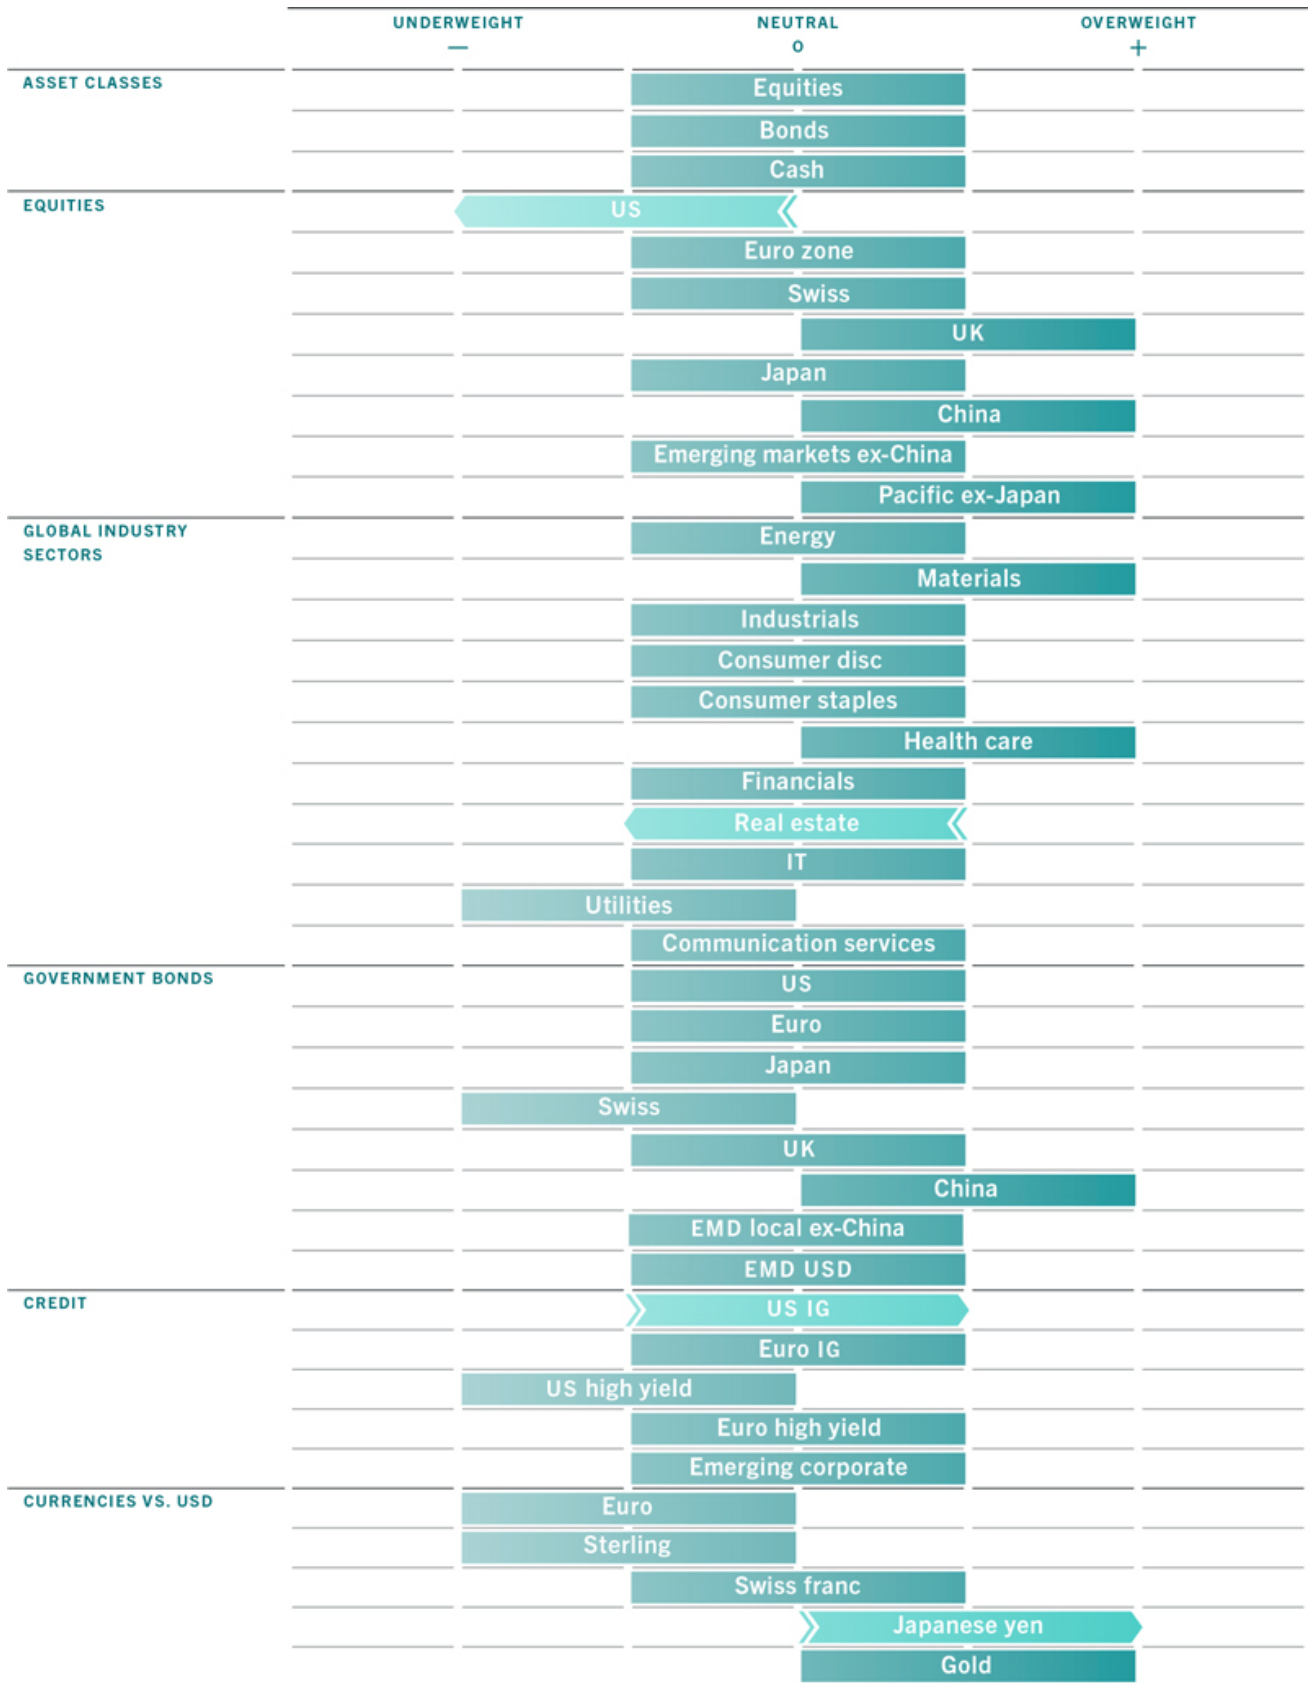 UNDERWEIGHT NEUTRAL OVERWEIGHT
— o +
ASSET CLASSES Equities
Bonds
Cash
EQUITIES US
Euro zone
Swiss
UK
Japan
China
Emerging markets ex-China
Pacific ex-Japan
GLOBAL INDUSTRY Energy
SECTORS
Materials
Industrials
Consumer disc
Consumer staples
Health care
Financials
Real estate
IT
Utilities
Communication services
GOVERNMENT BONDS US
Euro
Japan
Swiss
UK
China
EMD local ex-China
EMD USD
CREDIT US IG
Euro IG
US high yield
Euro high yield
Emerging corporate
CURRENCIES VS. USD Euro
Sterling
Swiss franc
Japanese yen
Gold